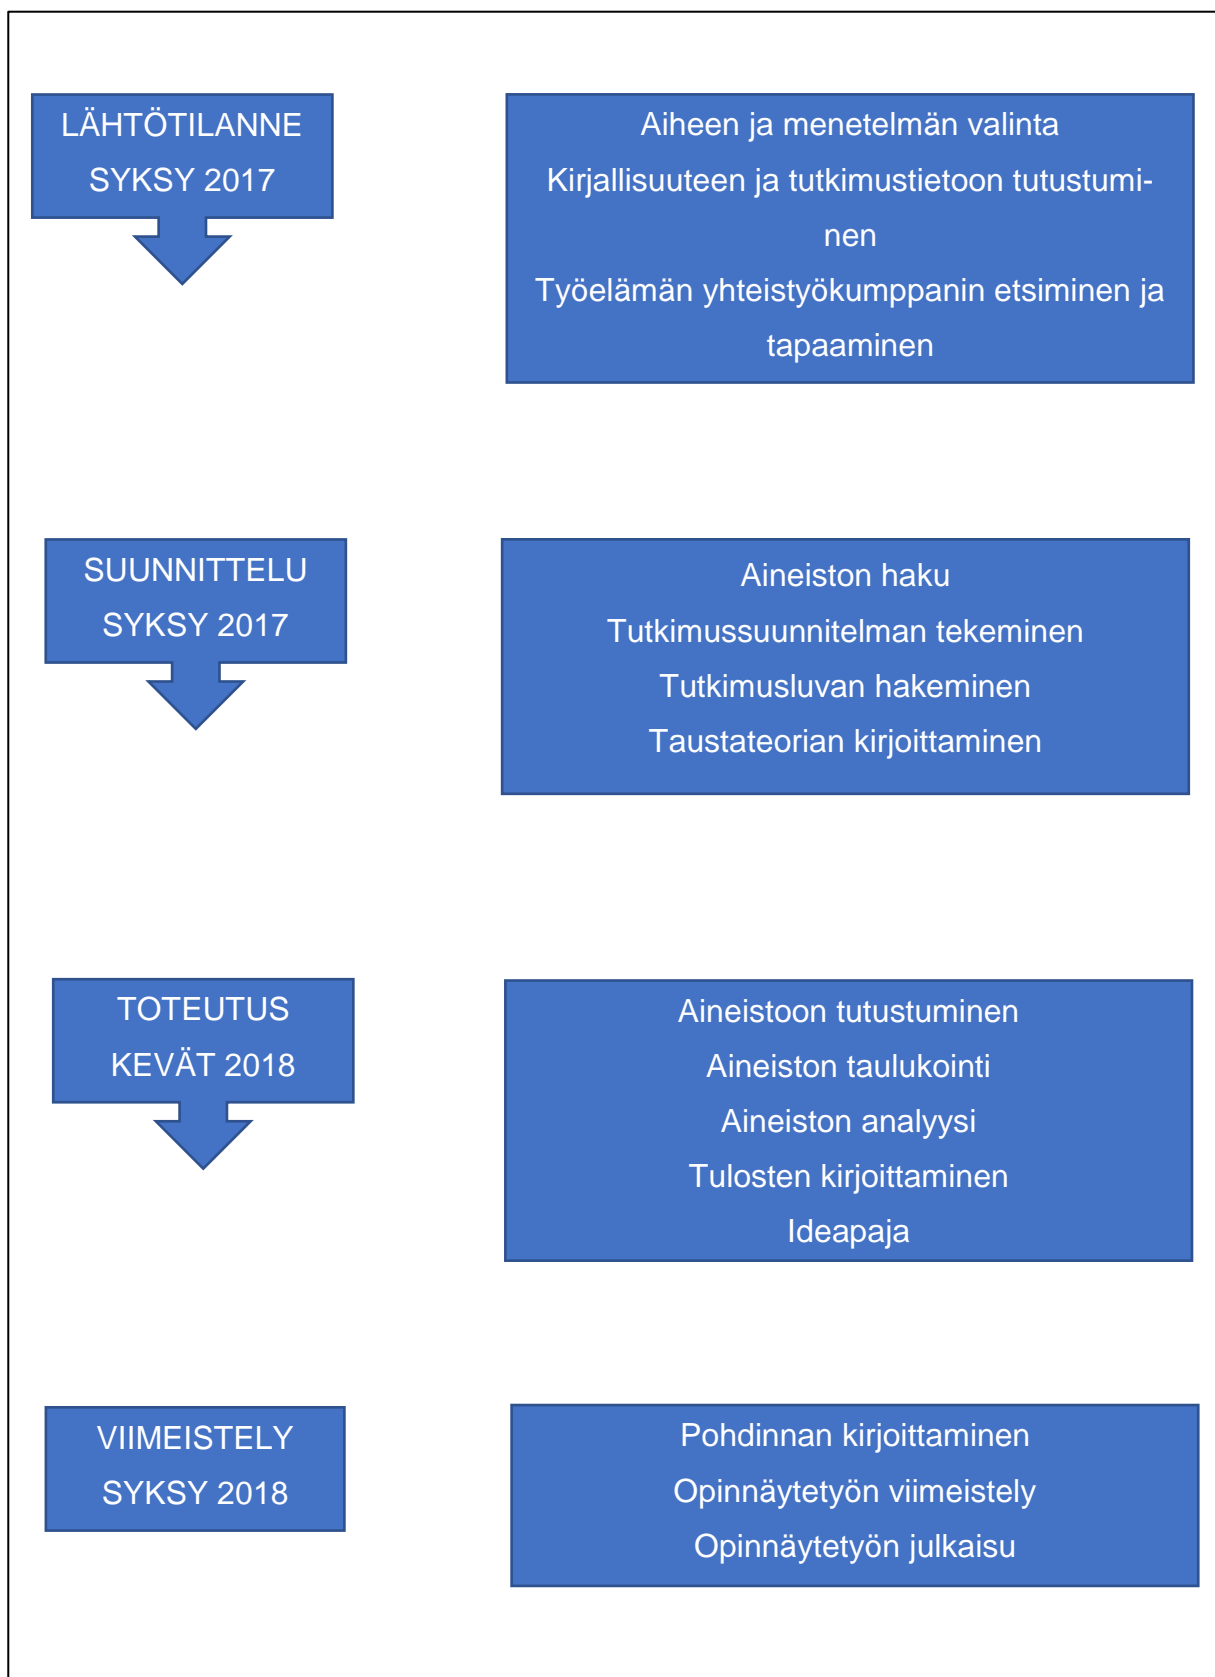 LÄHTÖTILANNE
SYKSY 2017
Aiheen ja menetelmän valinta
Kirjallisuuteen ja tutkimustietoon tutustumi-
nen
Työelämän yhteistyökumppanin etsiminen ja
tapaaminen
SUUNNITTELU
SYKSY 2017
Aineiston haku
Tutkimussuunnitelman tekeminen
Tutkimusluvan hakeminen
Taustateorian kirjoittaminen
TOTEUTUS
KEVÄT 2018
Aineistoon tutustuminen
Aineiston taulukointi
Aineiston analyysi
Tulosten kirjoittaminen
Ideapaja
VIIMEISTELY
SYKSY 2018
Pohdinnan kirjoittaminen
Opinnäytetyön viimeistely
Opinnäytetyön julkaisu